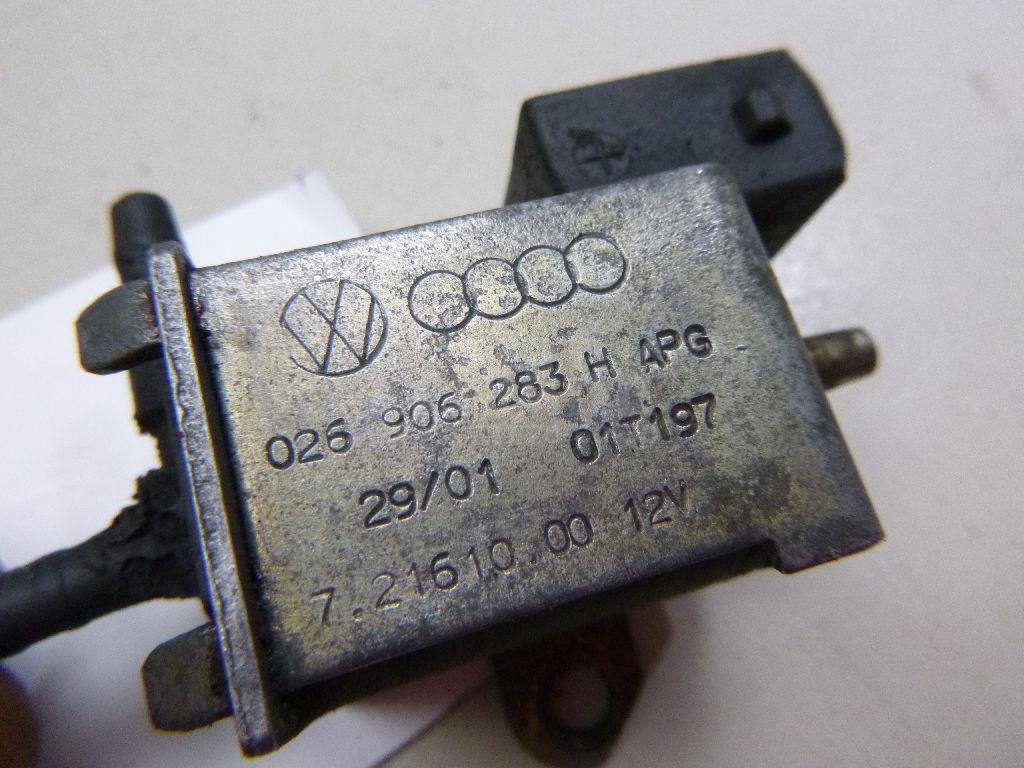 026 906 283 H APG
29/01 01T197
7.21610.00 12V